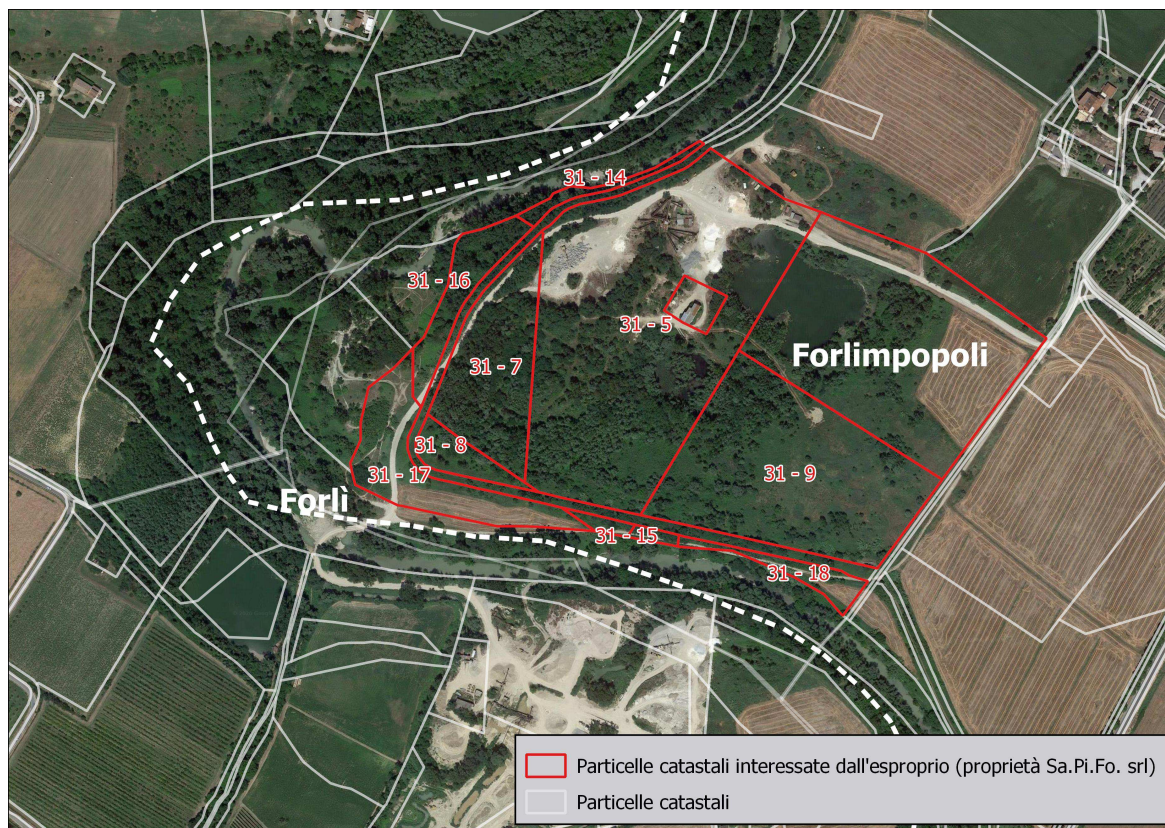 31 - 14
31 - 16
31 - 5
Forlimpopoli
31 - 7
31 - 8
31 - 17
31 - 9
Forlì
31 - 15
31 - 18
Particelle catastali interessate dall'esproprio (proprietà Sa.Pi.Fo. srl)
Particelle catastali